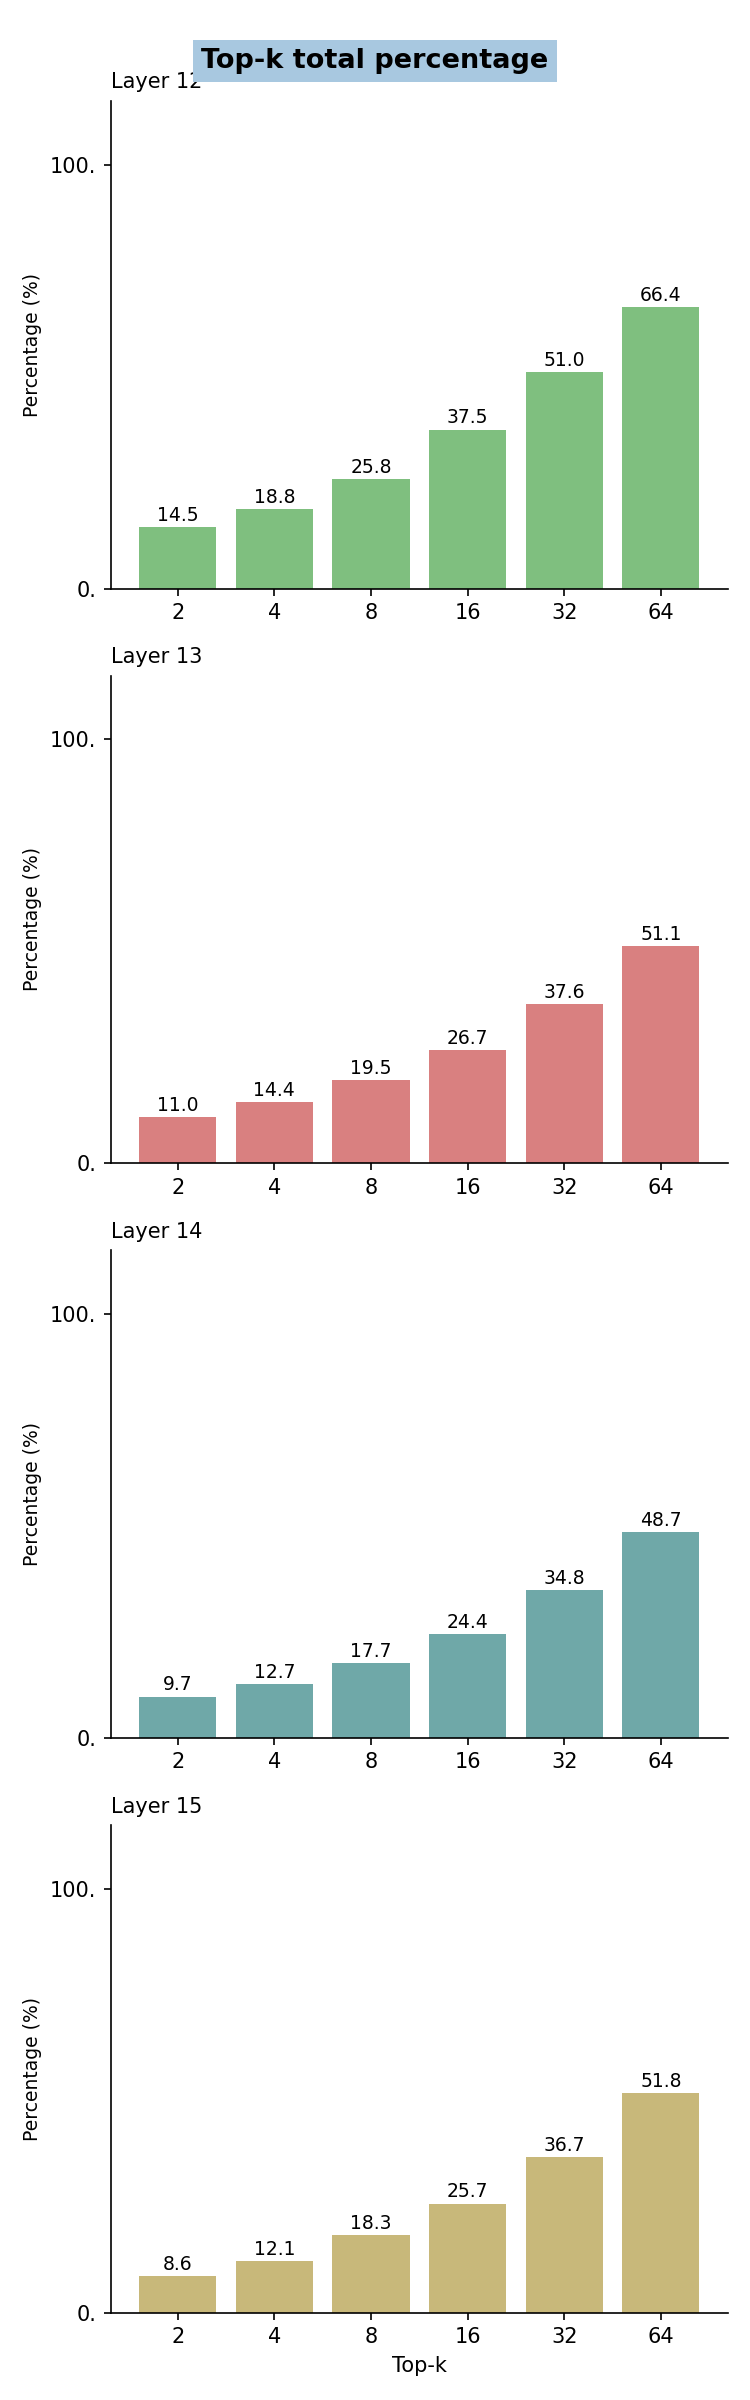 Top-k total percentage
Layer 12
Percentage (%)
100.
0.
14.5 18.8 25.8 37.5 51.0 66.4
2 4 8 16 32 64
Layer 13
Percentage (%)
100.
0.
11.0 14.4 19.5 26.7 37.6 51.1
2 4 8 16 32 64
Layer 14
Percentage (%)
100.
0.
9.7 12.7 17.7 24.4 34.8 48.7
2 4 8 16 32 64
Layer 15
Percentage (%)
100.
0.
8.6 12.1 18.3 25.7 36.7 51.8
2 4 8 16 32 64
Top-k